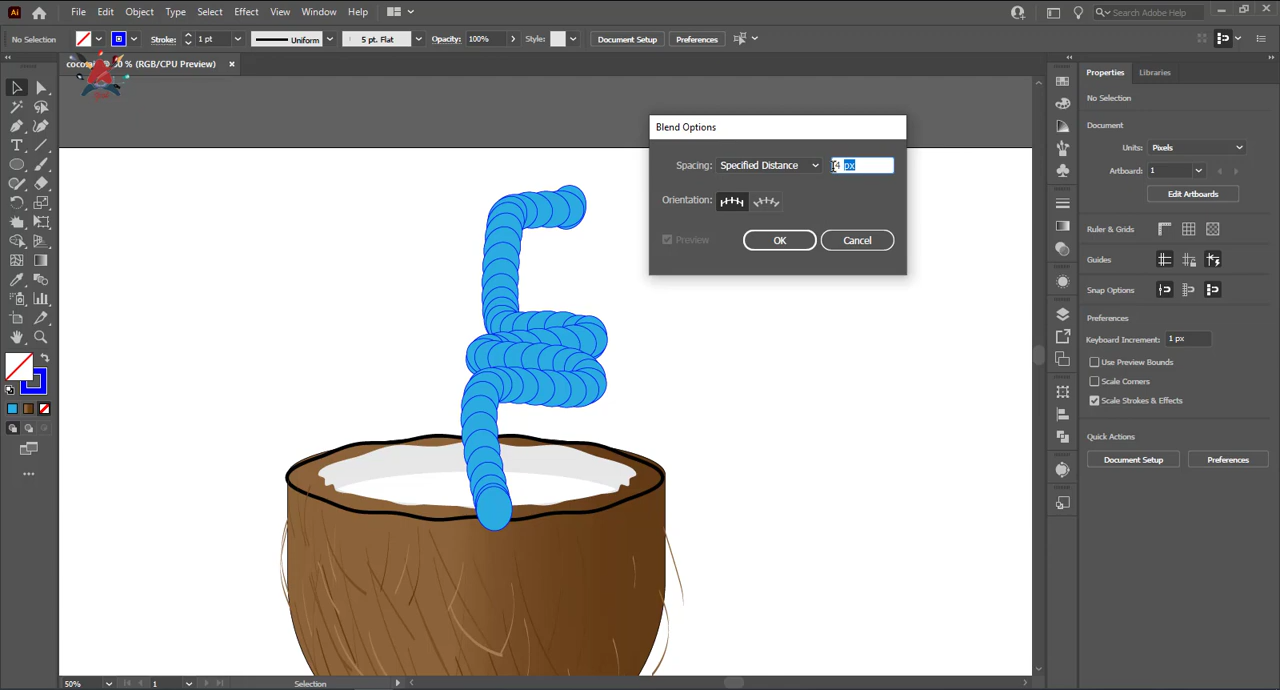 Ai File Edit Object Type Select Effect View Window Help Search Adobe Help
No Selection Stroke: 1 pt Uniform 5 pt. Flat Opacity: 100% Style: Document Setup Preferences
% (RGB/CPU Preview) ×
Blend Options
Spacing: Specified Distance px
Orientation:
Preview OK Cancel
Properties Libraries
No Selection
Document
Units: Pixels
Artboard: 1
Edit Artboards
Ruler & Grids
Guides
Snap Options
Preferences
Keyboard Increment: 1 px
Use Preview Bounds
Scale Corners
Scale Strokes & Effects
Quick Actions
Document Setup Preferences
50% 1 Selection